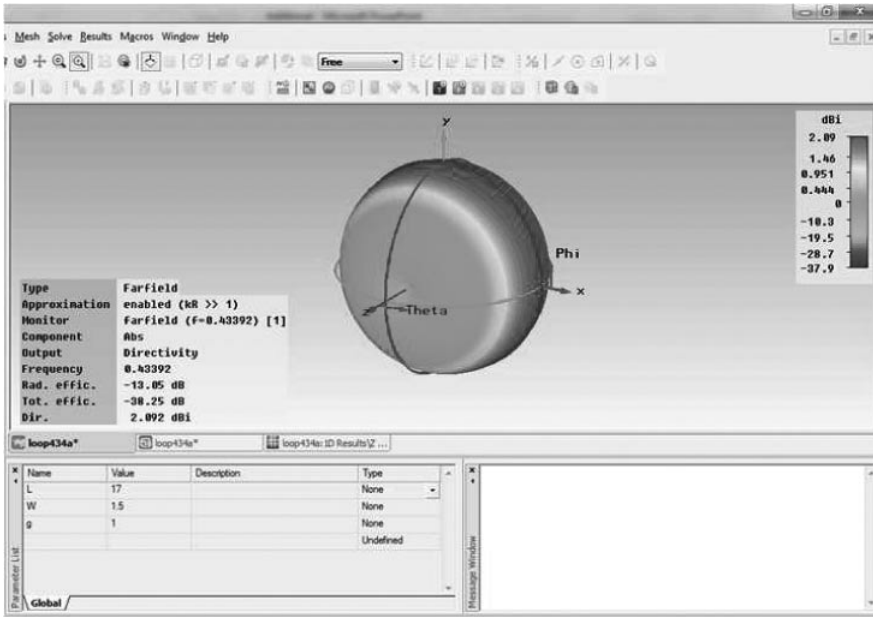 Additional - Microsoft PowerPoint
Mesh Solve Results Macros Window Help
Free
y
Phi
x
z
Theta
dBi
2.09
1.46
0.951
0.444
0
-10.3
-19.5
-28.7
-37.9
Type Farfield
Approximation enabled (kR >> 1)
Monitor farfield (f=0.43392) [1]
Component Abs
Output Directivity
Frequency 0.43392
Rad. effic. -13.05 dB
Tot. effic. -38.25 dB
Dir. 2.092 dBi
loop434a* loop434a* loop434a: 1D Results\Z ...
Name Value Description Type
L 17 None
W 1.5 None
g 1 None
Undefined
Parameter List
Global
Message Window